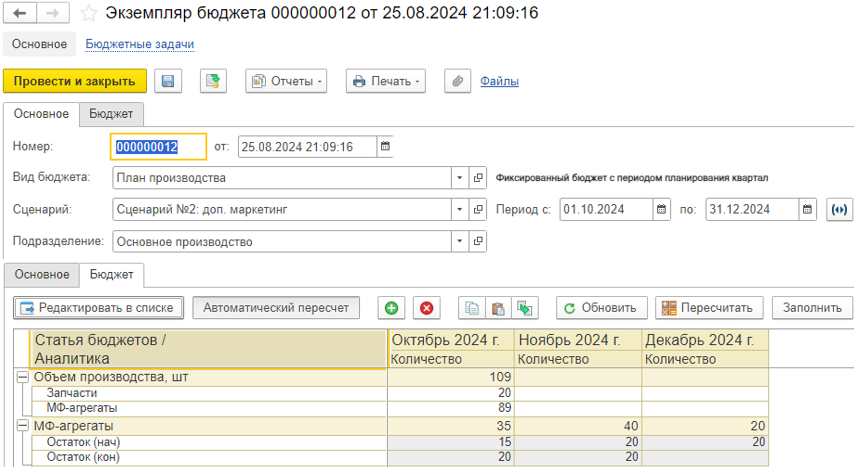 Экземпляр бюджета 000000012 от 25.08.2024 21:09:16
Основное Бюджетные задачи
Провести и закрыть Отчеты Печать Файлы
Основное Бюджет
Номер: 000000012 от: 25.08.2024 21:09:16
Вид бюджета: План производства Фиксированный бюджет с периодом планирования квартал
Сценарий: Сценарий №2: доп. маркетинг Период с: 01.10.2024 по: 31.12.2024
Подразделение: Основное производство
Основное Бюджет
Редактировать в списке Автоматический пересчет Обновить Пересчитать Заполнить
Статья бюджетов / Октябрь 2024 г. Ноябрь 2024 г. Декабрь 2024 г.
Аналитика Количество Количество Количество
Объем производства, шт 109
Запчасти 20
МФ-агрегаты 89
МФ-агрегаты 35 40 20
Остаток (нач) 15 20 20
Остаток (кон) 20 20